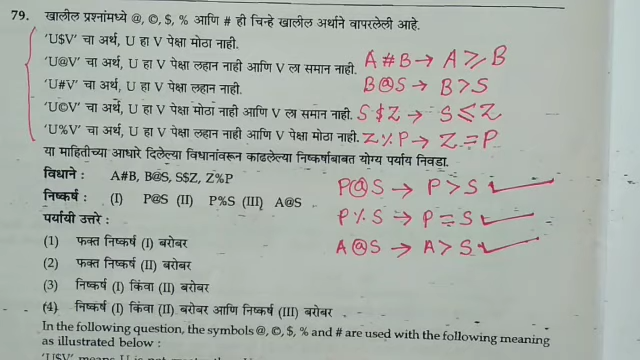 79. खालील प्रश्नांमध्ये @, ©, $, % आणि # ही चिन्हे खालील अर्थाने वापरलेली आहे.
'U$V' चा अर्थ, U हा V पेक्षा मोठा नाही.
'U@V' चा अर्थ, U हा V पेक्षा लहान नाही आणि V ला समान नाही. A # B → A ⩾ B
'U#V' चा अर्थ, U हा V पेक्षा लहान नाही. B @ S → B > S
'U©V' चा अर्थ, U हा V पेक्षा मोठा नाही आणि V ला समान नाही. S $ Z → S ⩽ Z
'U%V' चा अर्थ, U हा V पेक्षा लहान नाही आणि V पेक्षा मोठा नाही. Z % P → Z = P
या माहितीच्या आधारे दिलेल्या विधानांवरून काढलेल्या निष्कर्षाबाबत योग्य पर्याय निवडा.
विधाने : A#B, B@S, S$Z, Z%P P@S → P > S
निष्कर्ष : (I) P@S (II) P%S (III) A@S
पर्यायी उत्तरे : P % S → P = S
(1) फक्त निष्कर्ष (I) बरोबर A @ S → A > S
(2) फक्त निष्कर्ष (II) बरोबर
(3) निष्कर्ष (I) किंवा (II) बरोबर
(4) निष्कर्ष (I) किंवा (II) बरोबर आणि निष्कर्ष (III) बरोबर
In the following question, the symbols @, ©, $, % and # are used with the following meaning
as illustrated below :